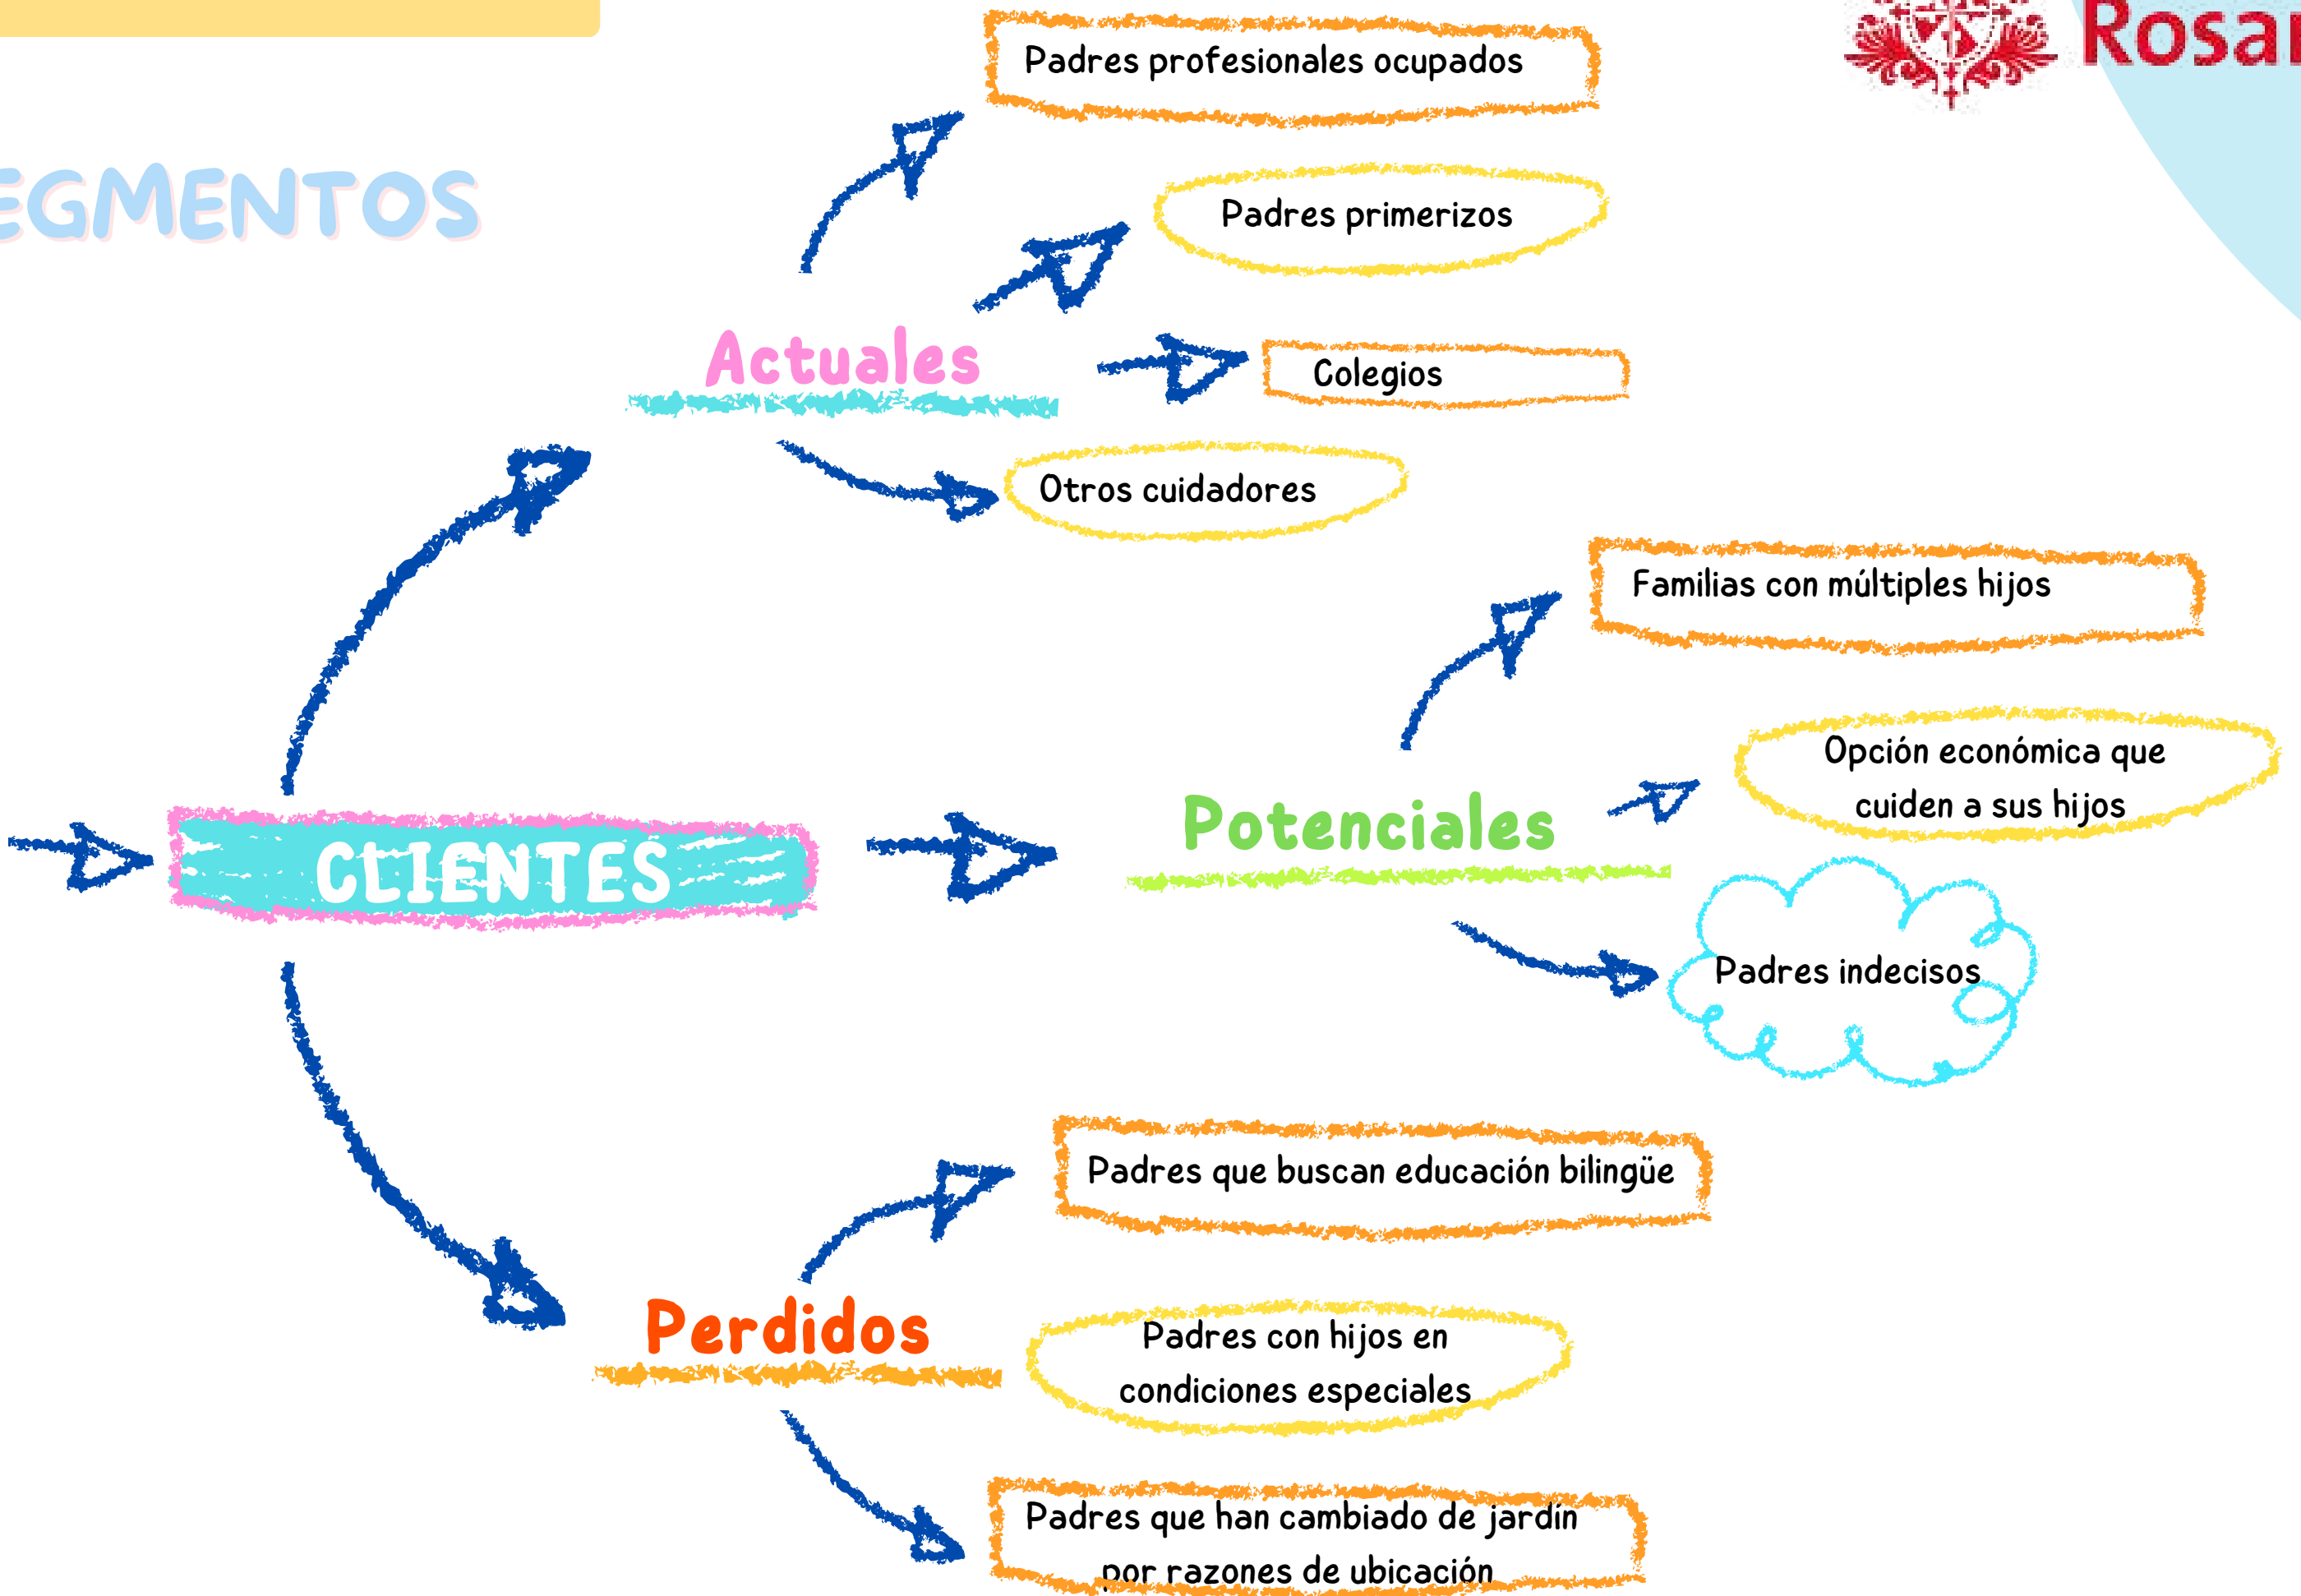 Rosar
EGMENTOS
Padres profesionales ocupados
Padres primerizos
Actuales
Colegios
Otros cuidadores
Familias con múltiples hijos
Opción económica que
cuiden a sus hijos
Potenciales
CLIENTES
Padres indecisos
Padres que buscan educación bilingüe
Perdidos
Padres con hijos en
condiciones especiales
Padres que han cambiado de jardín
por razones de ubicación